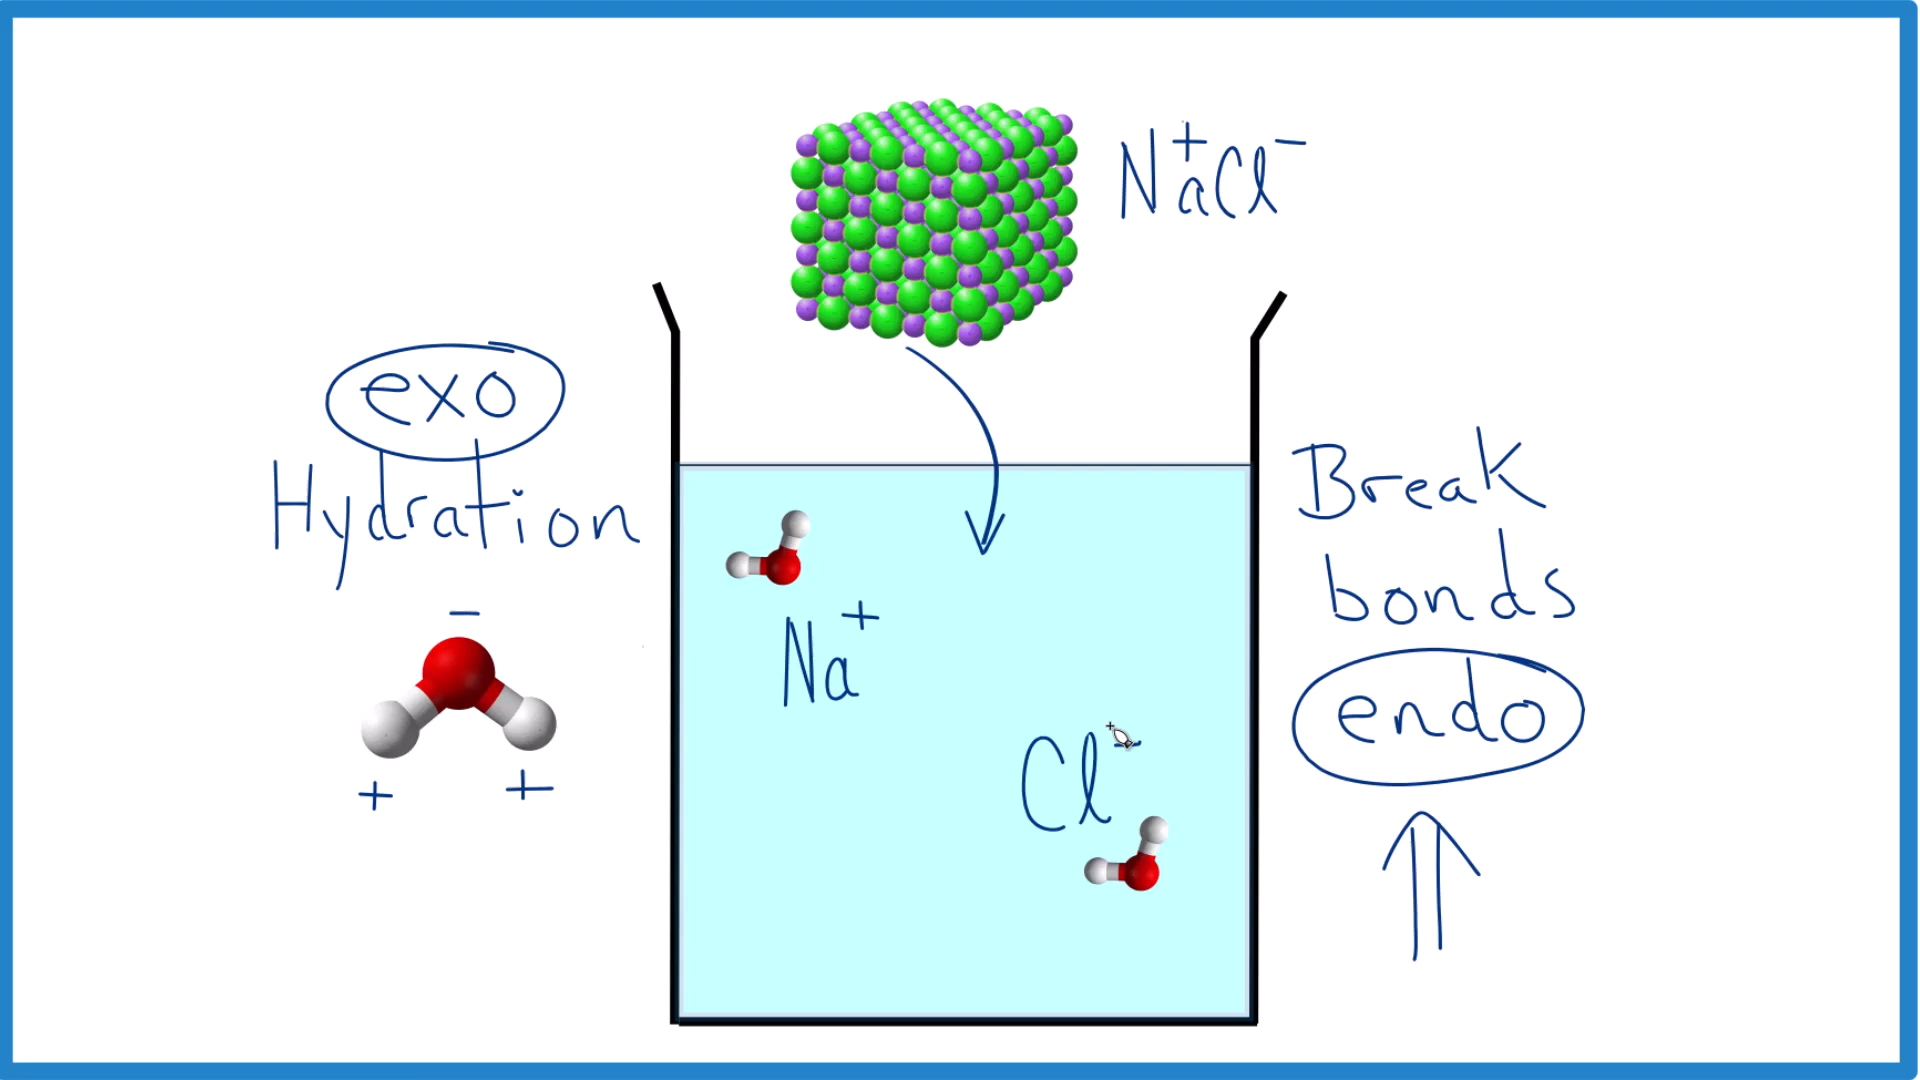 Na⁺Cl⁻
exo
Hydration
−
+ +
Na⁺
Cl⁻
Break
bonds
endo